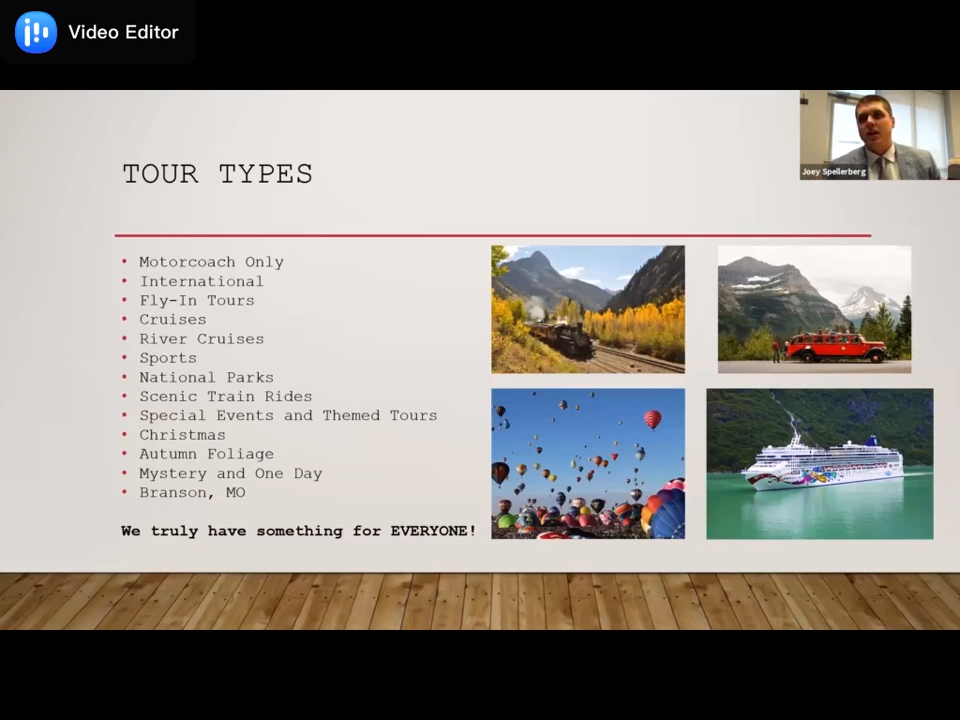 Video Editor
Joey Spellerberg
TOUR TYPES
• Motorcoach Only
• International
• Fly-In Tours
• Cruises
• River Cruises
• Sports
• National Parks
• Scenic Train Rides
• Special Events and Themed Tours
• Christmas
• Autumn Foliage
• Mystery and One Day
• Branson, MO
We truly have something for EVERYONE!